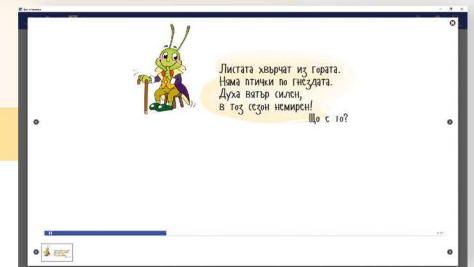 Листата хвърчат из гората.
Няма птички по гнездата.
Духа вятър силен,
в тоз сезон немирен!
Що е то?